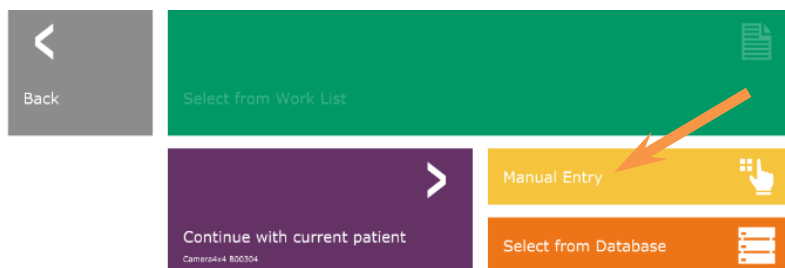 Back
Select from Work List
Manual Entry
Continue with current patient
Camera4x4 B00304
Select from Database